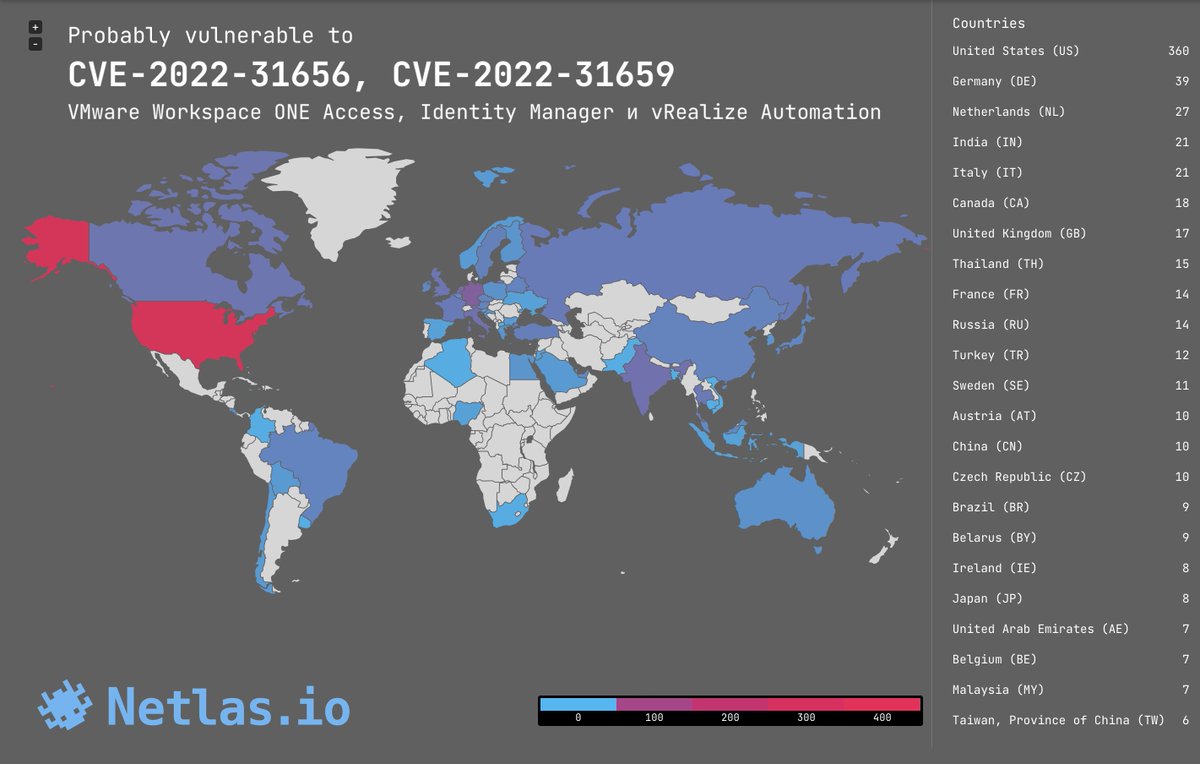 +
-
Probably vulnerable to
CVE-2022-31656, CVE-2022-31659
VMware Workspace ONE Access, Identity Manager и vRealize Automation
Countries
United States (US) 360
Germany (DE) 39
Netherlands (NL) 27
India (IN) 21
Italy (IT) 21
Canada (CA) 18
United Kingdom (GB) 17
Thailand (TH) 15
France (FR) 14
Russia (RU) 14
Turkey (TR) 12
Sweden (SE) 11
Austria (AT) 10
China (CN) 10
Czech Republic (CZ) 10
Brazil (BR) 9
Belarus (BY) 9
Ireland (IE) 8
Japan (JP) 8
United Arab Emirates (AE) 7
Belgium (BE) 7
Malaysia (MY) 7
Taiwan, Province of China (TW) 6
Netlas.io
0 100 200 300 400